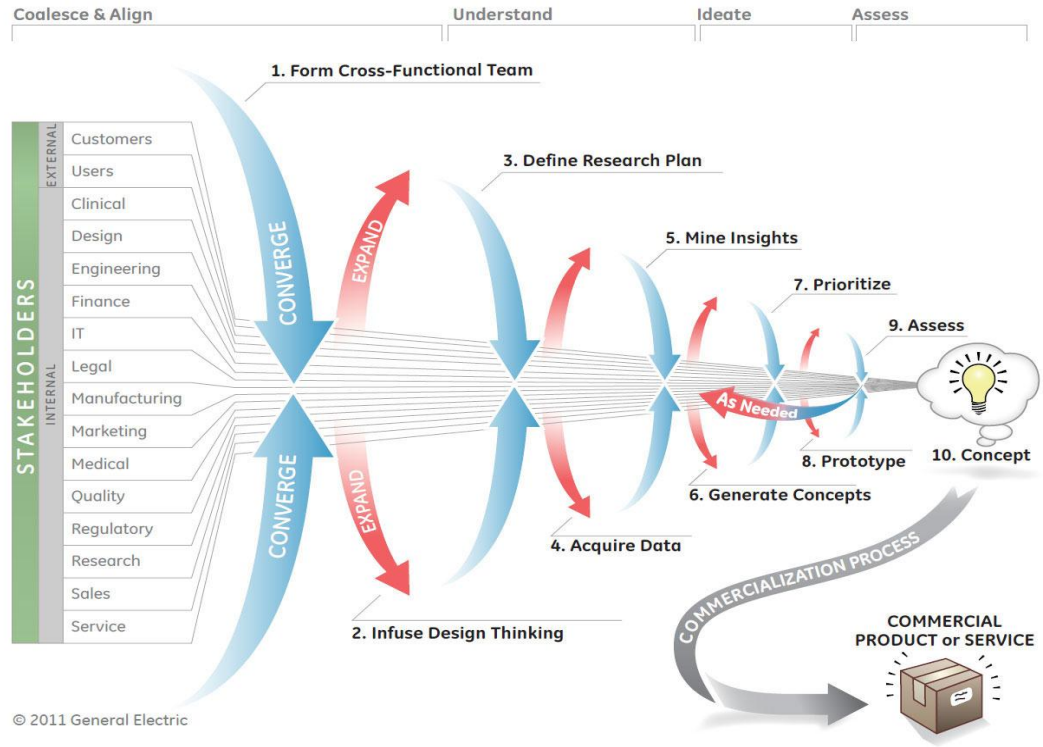 Coalesce & Align
Understand
Ideate
Assess
1. Form Cross-Functional Team
STAKEHOLDERS
EXTERNAL
INTERNAL
Customers
Users
Clinical
Design
Engineering
Finance
IT
Legal
Manufacturing
Marketing
Medical
Quality
Regulatory
Research
Sales
Service
CONVERGE
CONVERGE
EXPAND
EXPAND
2. Infuse Design Thinking
3. Define Research Plan
4. Acquire Data
5. Mine Insights
6. Generate Concepts
7. Prioritize
8. Prototype
9. Assess
As Needed
10. Concept
COMMERCIALIZATION PROCESS
COMMERCIAL
PRODUCT or SERVICE
© 2011 General Electric